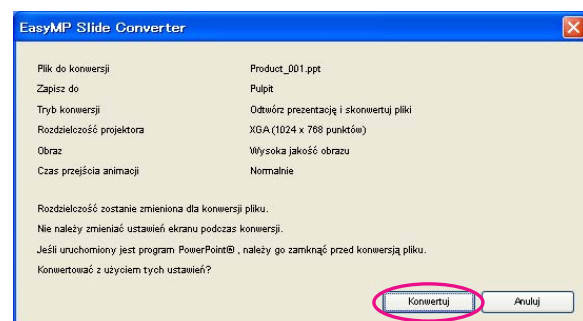 EasyMP Slide Converter
Plik do konwersji Product_001.ppt
Zapisz do Pulpit
Tryb konwersji Odtwórz prezentację i skonwertuj pliki
Rozdzielczość projektora XGA (1024 x 768 punktów)
Obraz Wysoka jakość obrazu
Czas przejścia animacji Normalnie
Rozdzielczość zostanie zmieniona dla konwersji pliku.
Nie należy zmieniać ustawień ekranu podczas konwersji.
Jeśli uruchomiony jest program PowerPoint® , należy go zamknąć przed konwersją pliku.
Konwertować z użyciem tych ustawień?
Konwertuj Anuluj